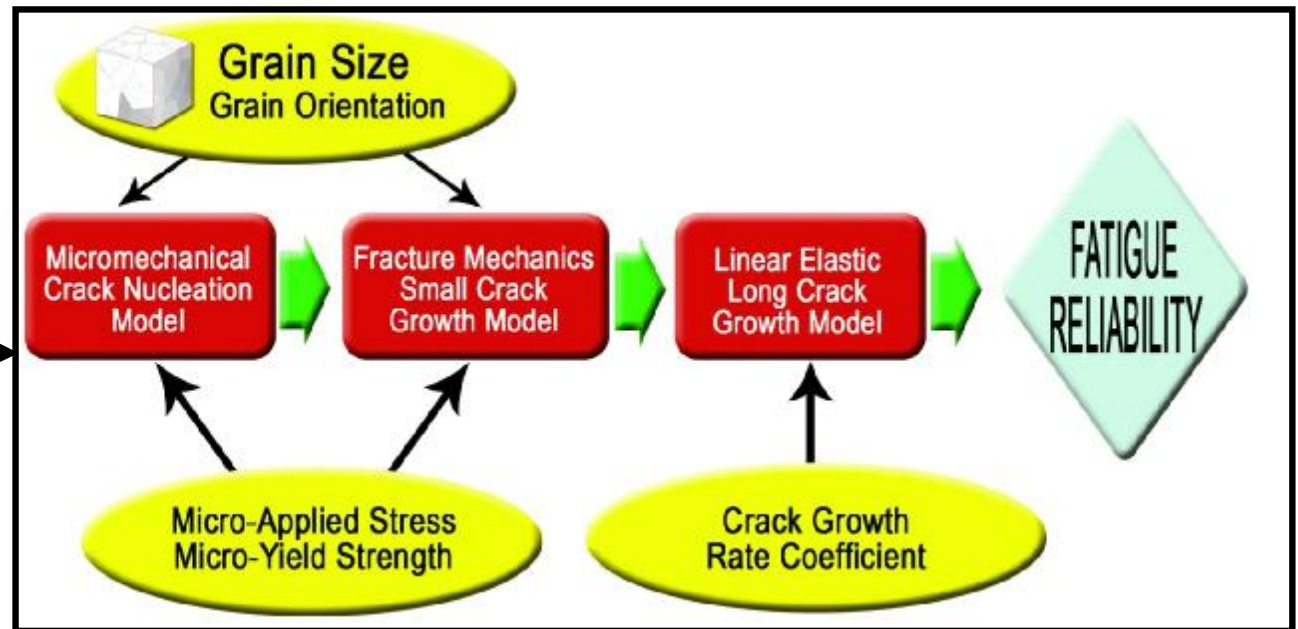 Grain Size
Grain Orientation
Micromechanical
Crack Nucleation
Model
Fracture Mechanics
Small Crack
Growth Model
Linear Elastic
Long Crack
Growth Model
FATIGUE
RELIABILITY
Micro-Applied Stress
Micro-Yield Strength
Crack Growth
Rate Coefficient